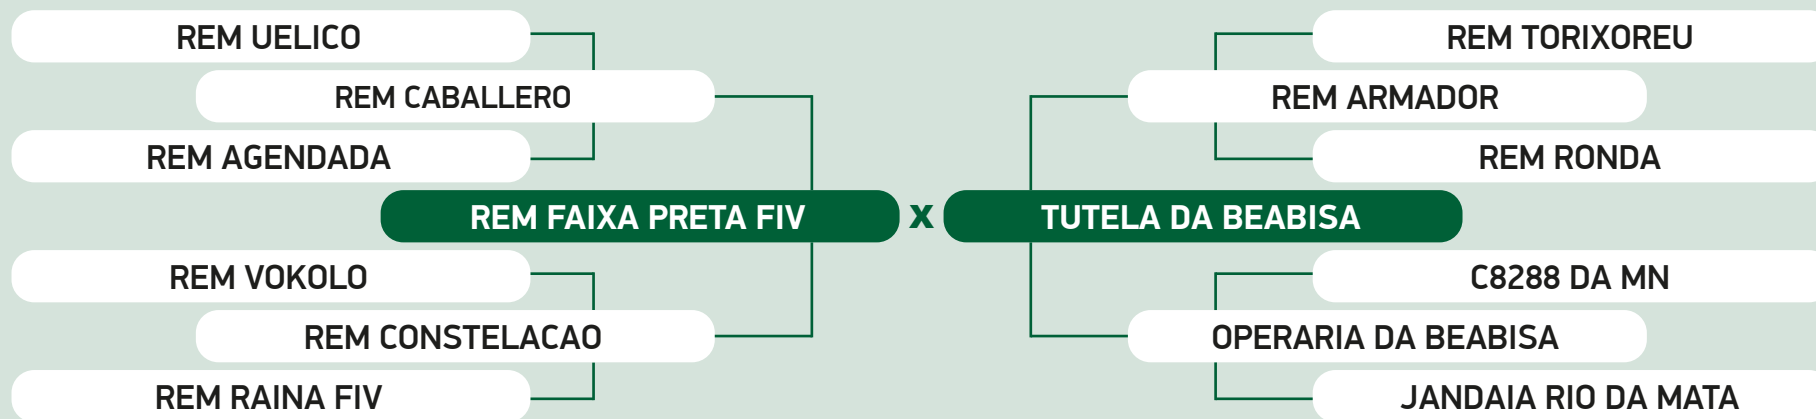 REM UELICO
REM TORIXOREU
REM CABALLERO
REM ARMADOR
REM AGENDADA
REM RONDA
REM FAIXA PRETA FIV X TUTELA DA BEABISA
REM VOKOLO
C8288 DA MN
REM CONSTELACAO
OPERARIA DA BEABISA
REM RAINA FIV
JANDAIA RIO DA MATA